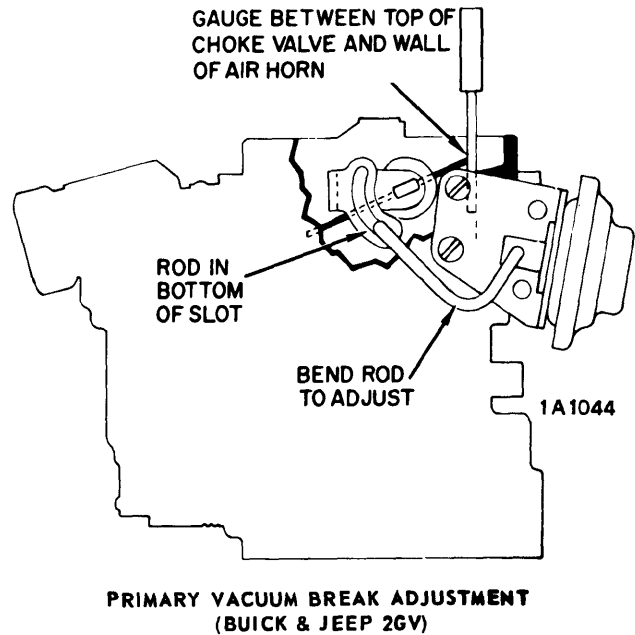 GAUGE BETWEEN TOP OF
CHOKE VALVE AND WALL
OF AIR HORN
ROD IN
BOTTOM
OF SLOT
BEND ROD
TO ADJUST
1A1044
PRIMARY VACUUM BREAK ADJUSTMENT
(BUICK & JEEP 2GV)